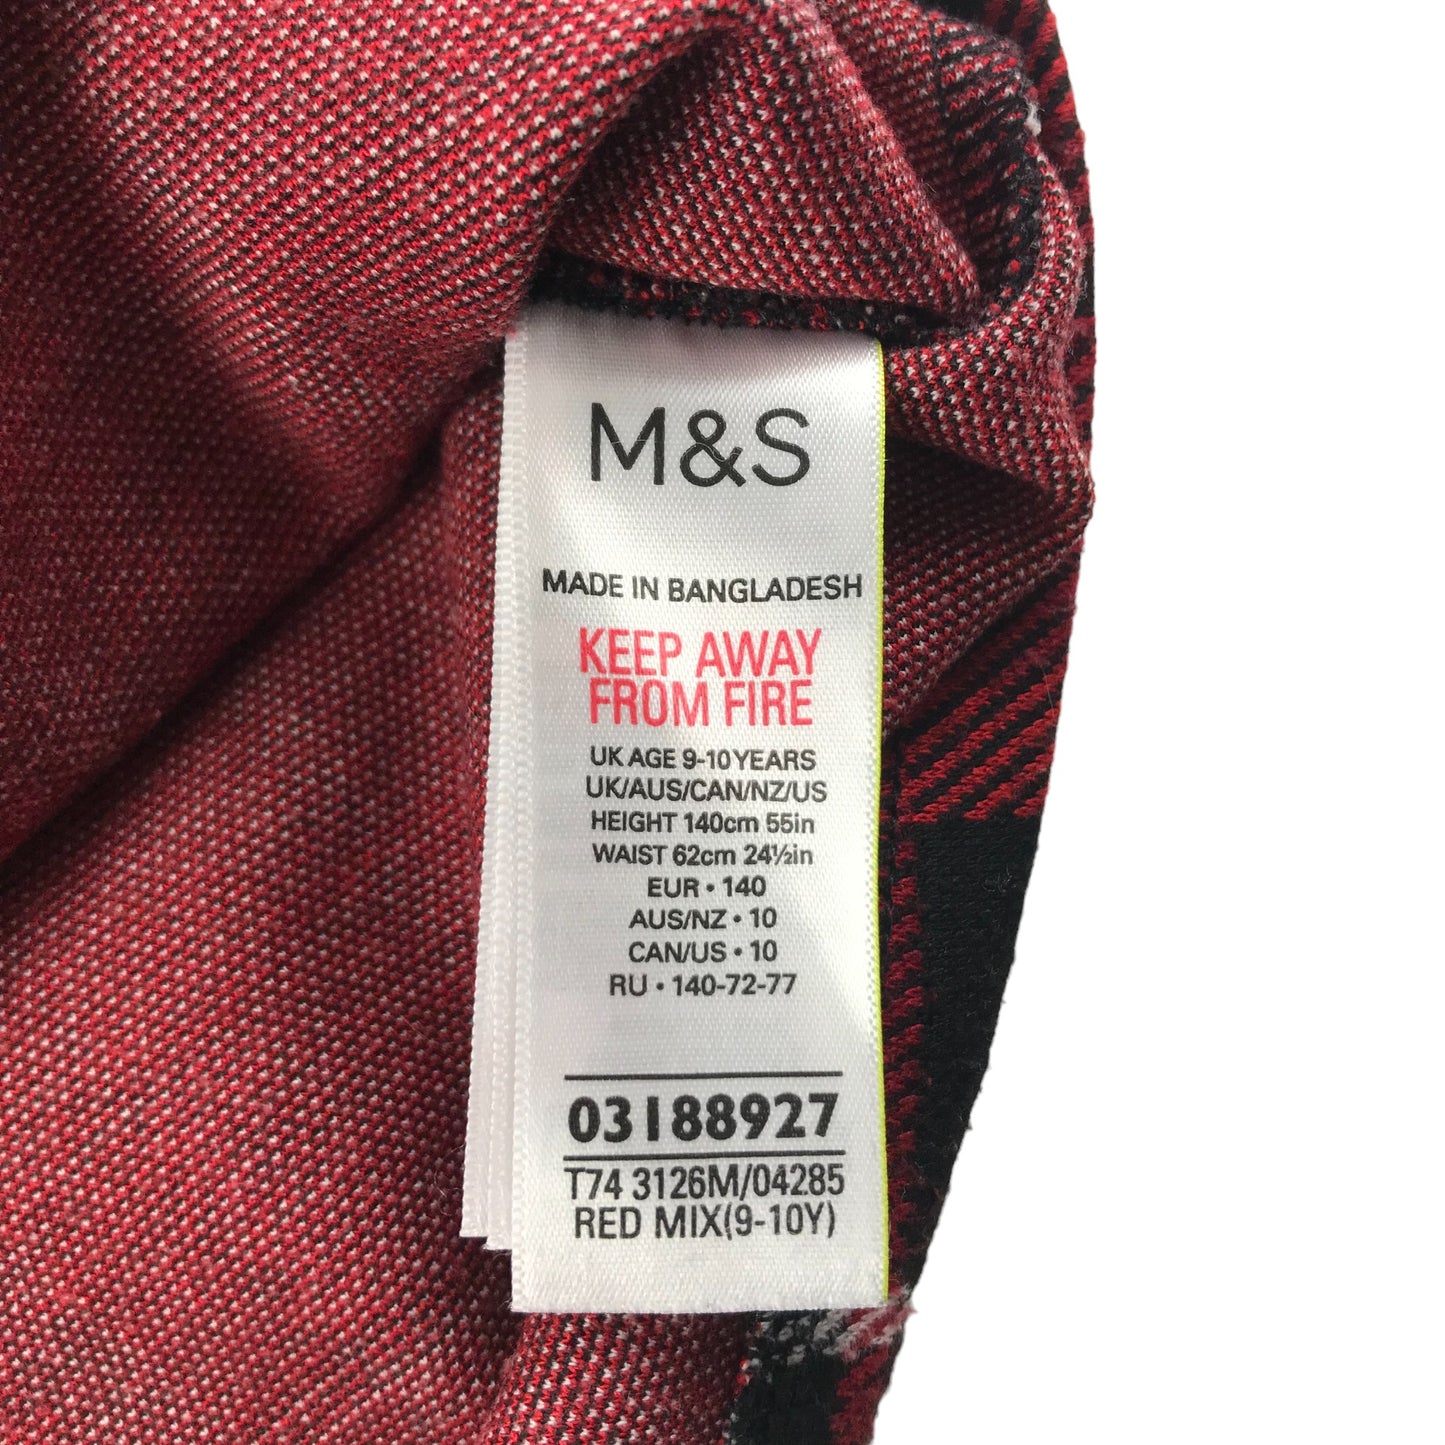 M&S
MADE IN BANGLADESH
KEEP AWAY
FROM FIRE
UK AGE 9-10 YEARS
UK/AUS/CAN/NZ/US
HEIGHT 140cm 55in
WAIST 62cm 24½in
EUR • 140
AUS/NZ • 10
CAN/US • 10
RU • 140-72-77
03188927
T74 3126M/04285
RED MIX(9-10Y)